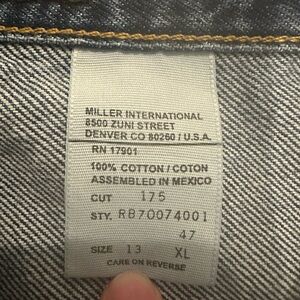 MILLER INTERNATIONAL
8500 ZUNI STREET
DENVER CO 80260 / U.S.A.
RN 17901
100% COTTON / COTON
ASSEMBLED IN MEXICO
CUT 175
STY. RB70074001
47
SIZE 13 XL
CARE ON REVERSE